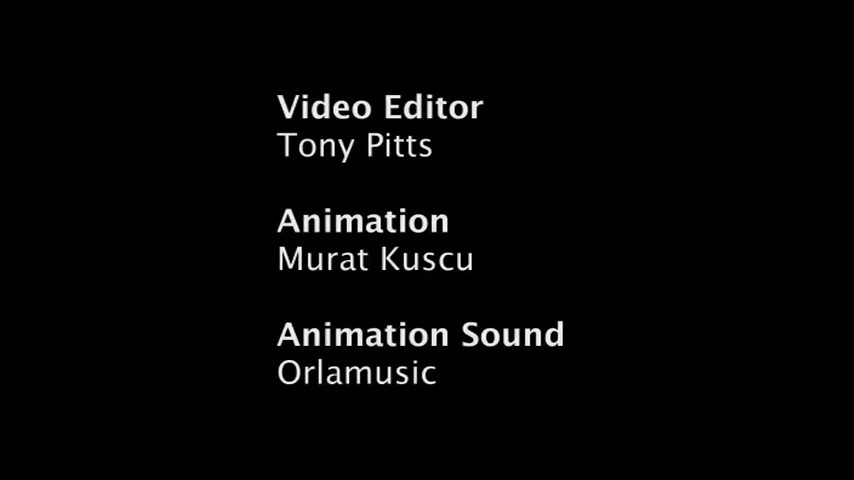 Video Editor
Tony Pitts
Animation
Murat Kuscu
Animation Sound
Orlamusic